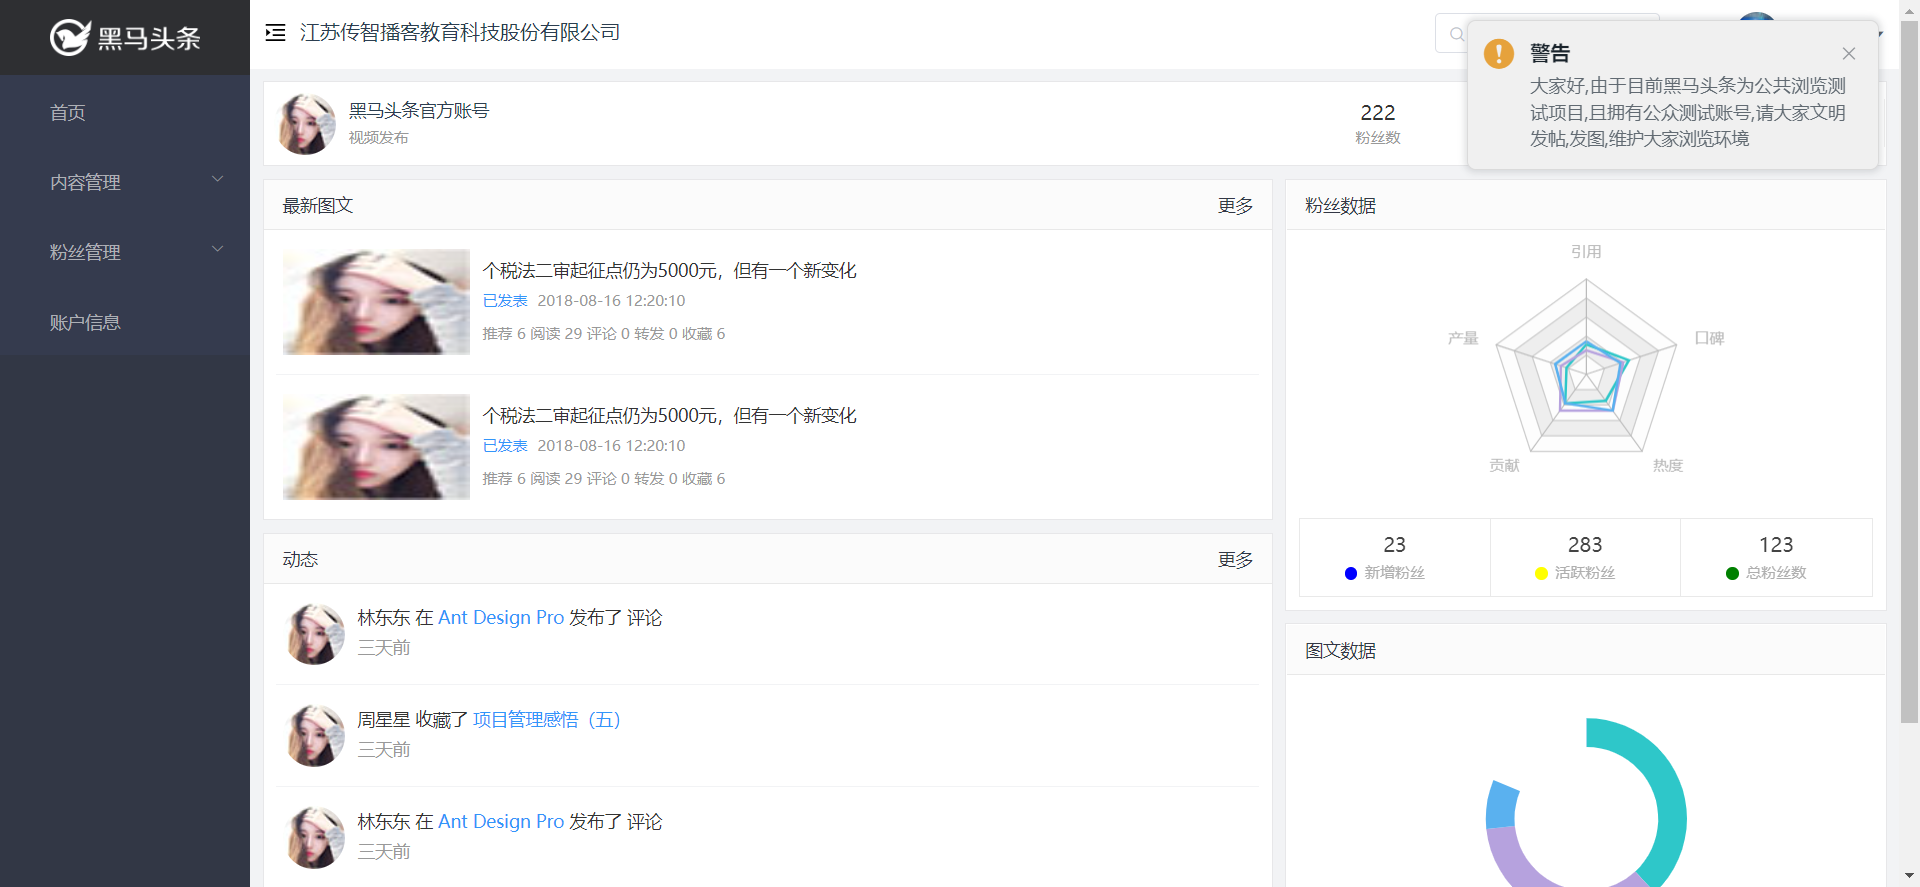 黑马头条
首页
内容管理
粉丝管理
账户信息
江苏传智播客教育科技股份有限公司
警告
大家好,由于目前黑马头条为公共浏览测
试项目,且拥有公众测试账号,请大家文明
发帖,发图,维护大家浏览环境
黑马头条官方账号
视频发布
222
粉丝数
最新图文
更多
个税法二审起征点仍为5000元，但有一个新变化
已发表 2018-08-16 12:20:10
推荐 6 阅读 29 评论 0 转发 0 收藏 6
个税法二审起征点仍为5000元，但有一个新变化
已发表 2018-08-16 12:20:10
推荐 6 阅读 29 评论 0 转发 0 收藏 6
动态
更多
林东东 在 Ant Design Pro 发布了 评论
三天前
周星星 收藏了 项目管理感悟（五）
三天前
林东东 在 Ant Design Pro 发布了 评论
三天前
粉丝数据
引用
产量
口碑
贡献
热度
23
新增粉丝
283
活跃粉丝
123
总粉丝数
图文数据